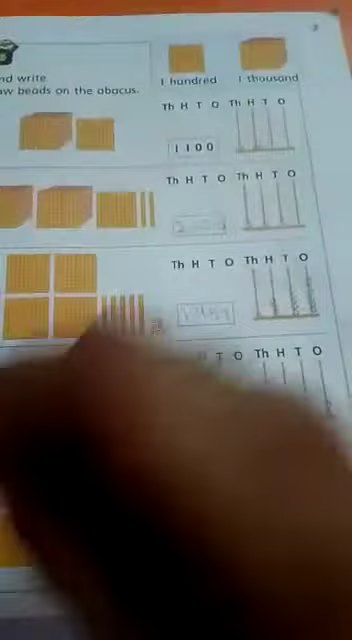 nd write
aw beads on the abacus.
1 hundred 1 thousand
Th H T O Th H T O
1100
Th H T O Th H T O
Th H T O Th H T O
H T O Th H T O